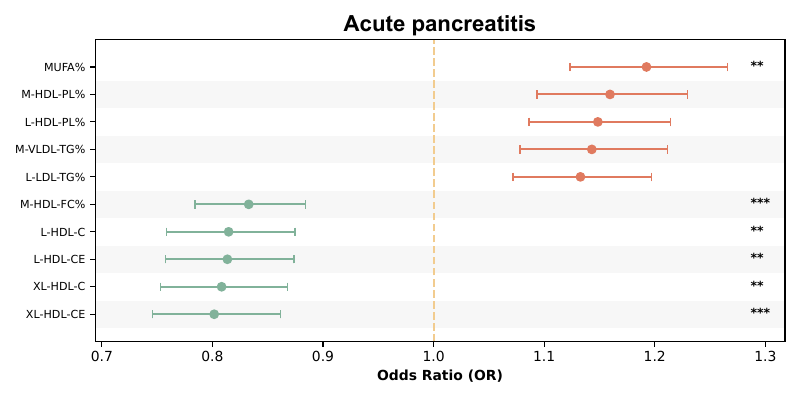 Acute pancreatitis
MUFA% **
M-HDL-PL%
L-HDL-PL%
M-VLDL-TG%
L-LDL-TG%
M-HDL-FC% ***
L-HDL-C **
L-HDL-CE **
XL-HDL-C **
XL-HDL-CE ***
0.7 0.8 0.9 1.0 1.1 1.2 1.3
Odds Ratio (OR)